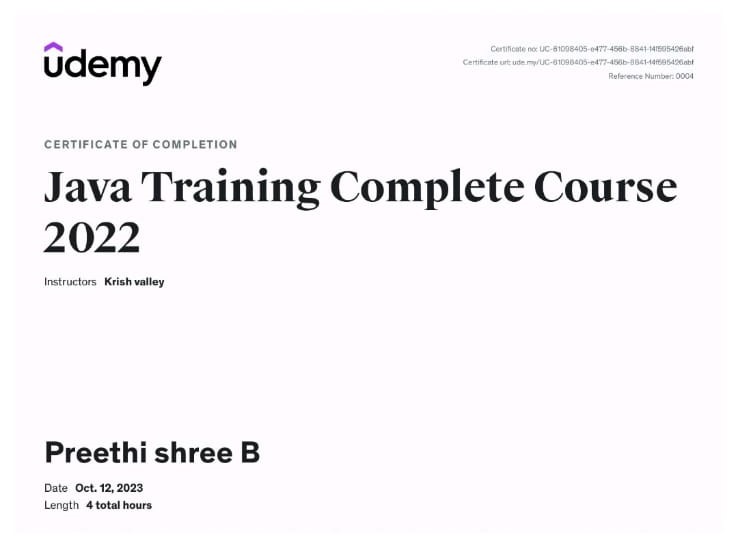 udemy
Certificate no: UC-61098405-e477-456b-8841-14f595426abf
Certificate url: ude.my/UC-61098405-e477-456b-8841-14f595426abf
Reference Number: 0004
CERTIFICATE OF COMPLETION
Java Training Complete Course
2022
Instructors Krish valley
Preethi shree B
Date Oct. 12, 2023
Length 4 total hours